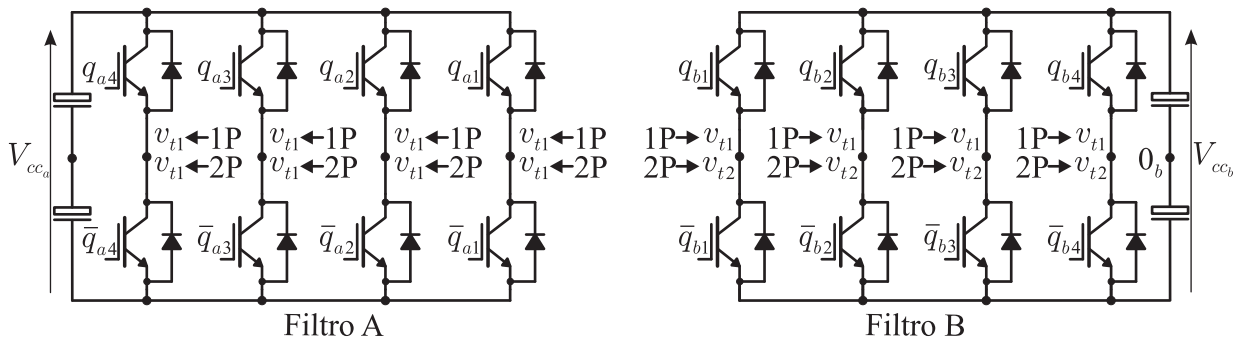 q_{a4} q_{a3} q_{a2} q_{a1} q_{b1} q_{b2} q_{b3} q_{b4}
v_{t1}←1P v_{t1}←1P v_{t1}←1P v_{t1}←1P 1P→v_{t1} 1P→v_{t1} 1P→v_{t1} 1P→v_{t1}
V_{cc_a} v_{t1}←2P v_{t1}←2P v_{t1}←2P v_{t1}←2P 2P→v_{t2} 2P→v_{t2} 2P→v_{t2} 2P→v_{t2} 0_b V_{cc_b}
q̄_{a4} q̄_{a3} q̄_{a2} q̄_{a1} q̄_{b1} q̄_{b2} q̄_{b3} q̄_{b4}
Filtro A Filtro B